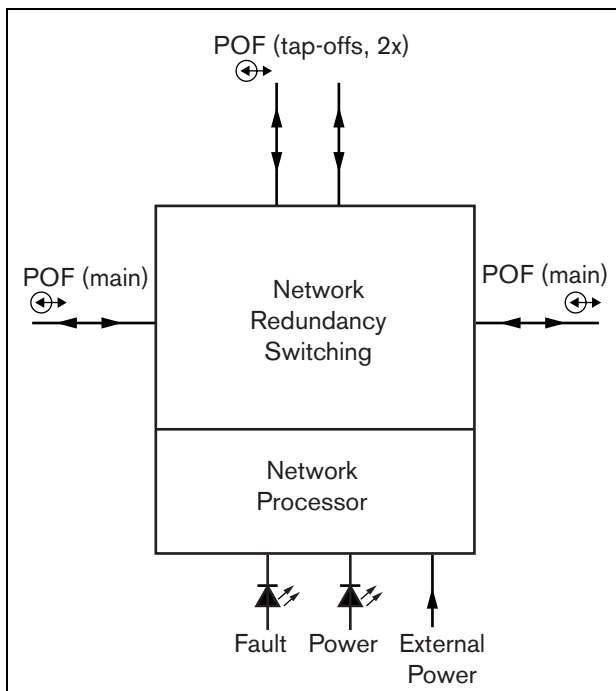 POF (tap-offs, 2x)
POF (main)
POF (main)
Network
Redundancy
Switching
Network
Processor
Fault
Power
External
Power